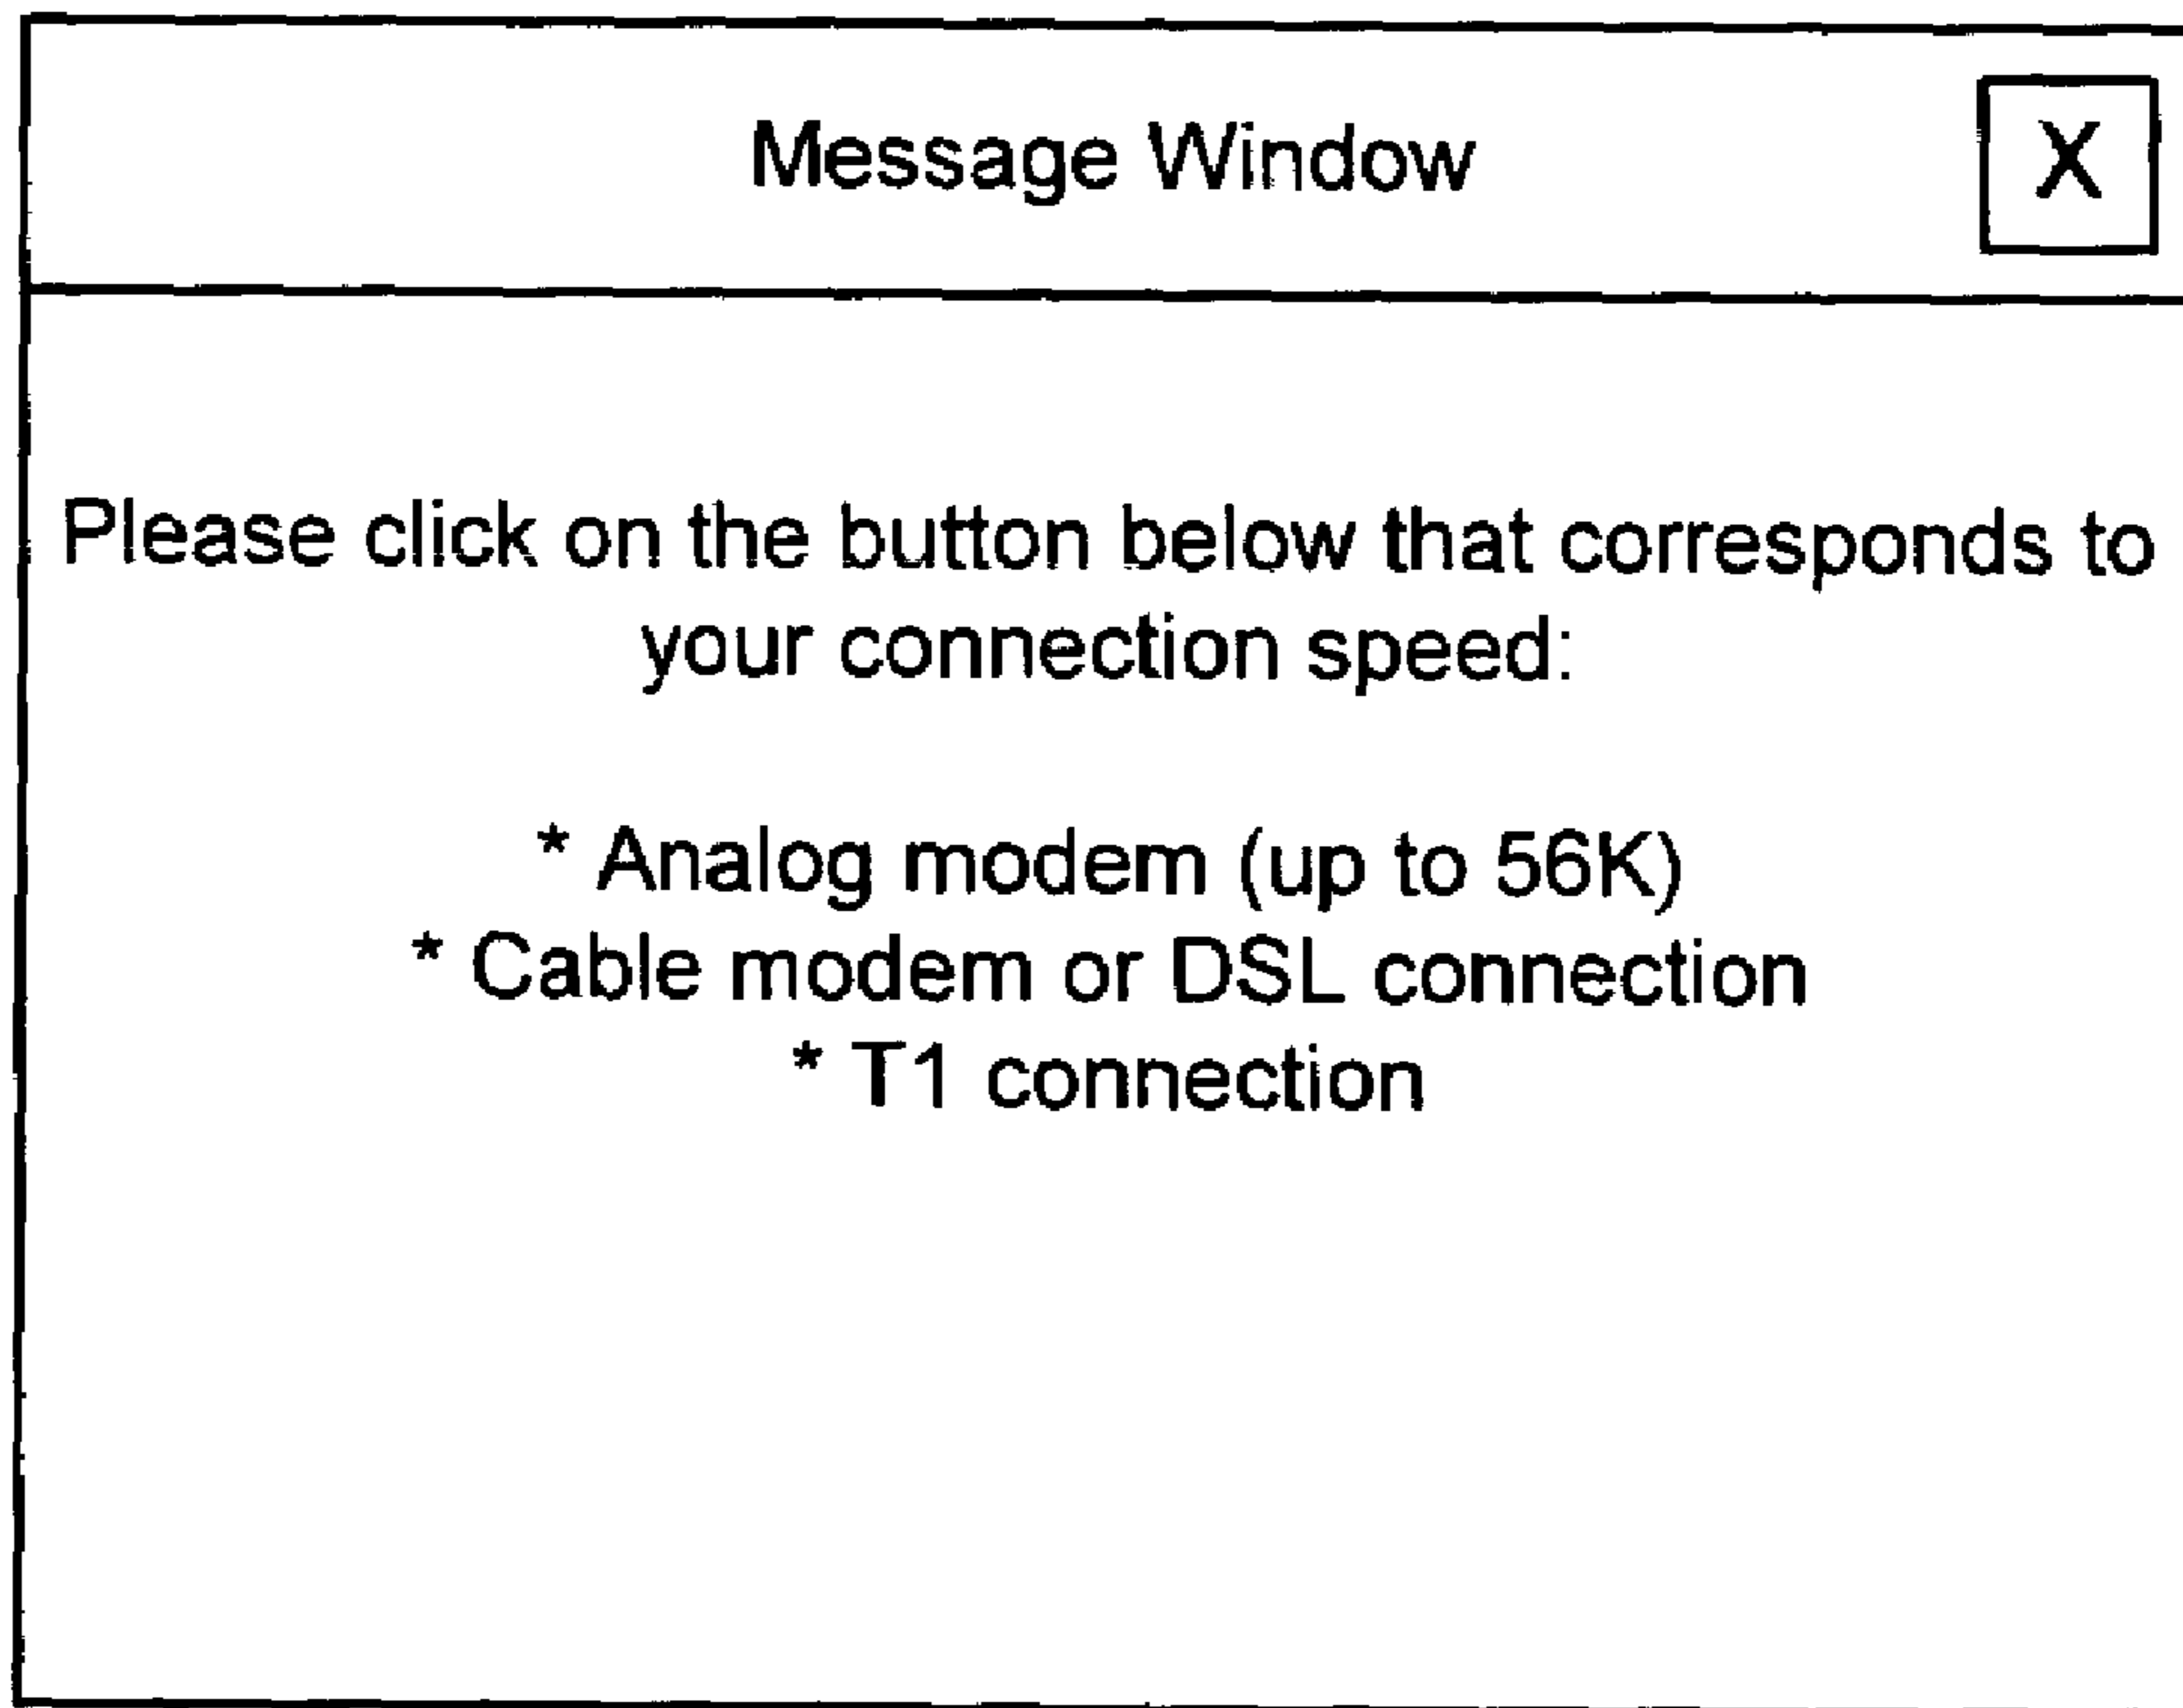 Message Window
X
Please click on the button below that corresponds to
your connection speed:
* Analog modem (up to 56K)
* Cable modem or DSL connection
* T1 connection